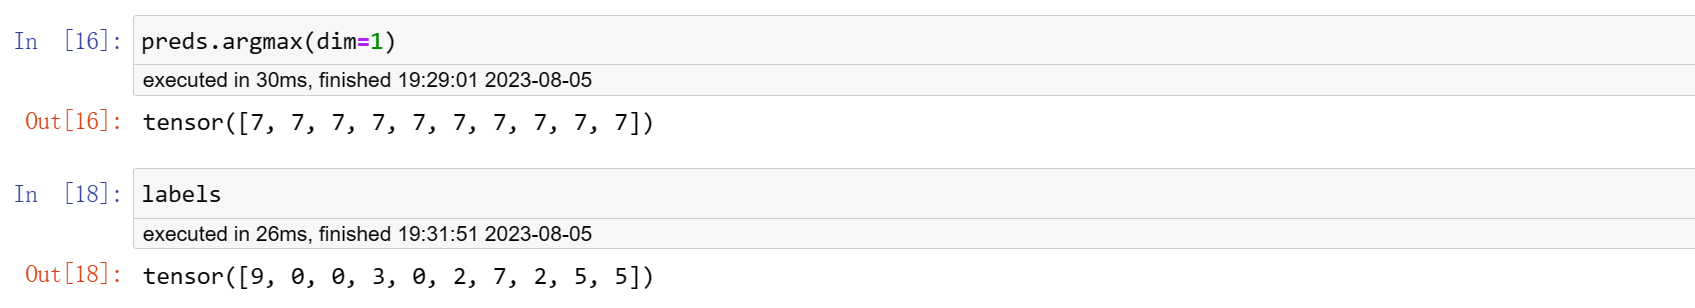 In [16]: preds.argmax(dim=1)
executed in 30ms, finished 19:29:01 2023-08-05
Out[16]: tensor([7, 7, 7, 7, 7, 7, 7, 7, 7, 7])
In [18]: labels
executed in 26ms, finished 19:31:51 2023-08-05
Out[18]: tensor([9, 0, 0, 3, 0, 2, 7, 2, 5, 5])